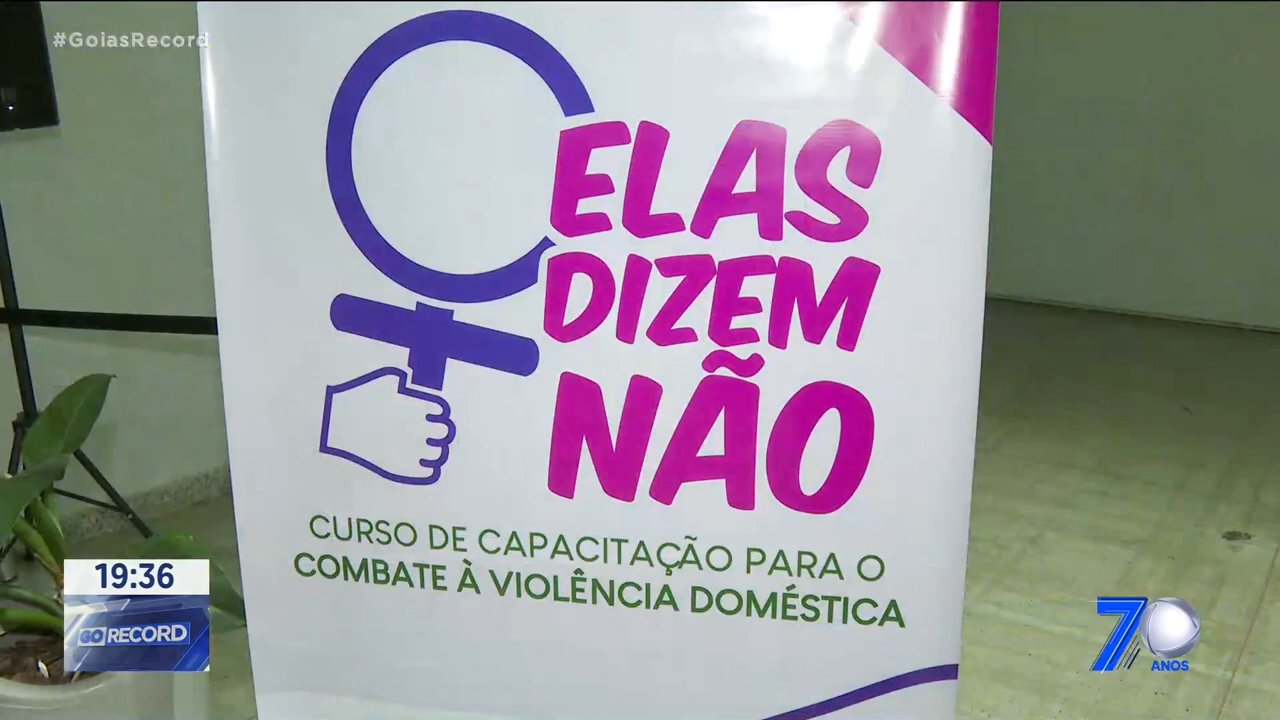 #GoiasRecord
ELAS
DIZEM
NÃO
CURSO DE CAPACITAÇÃO PARA O
COMBATE À VIOLÊNCIA DOMÉSTICA
19:36
GO RECORD
70
ANOS